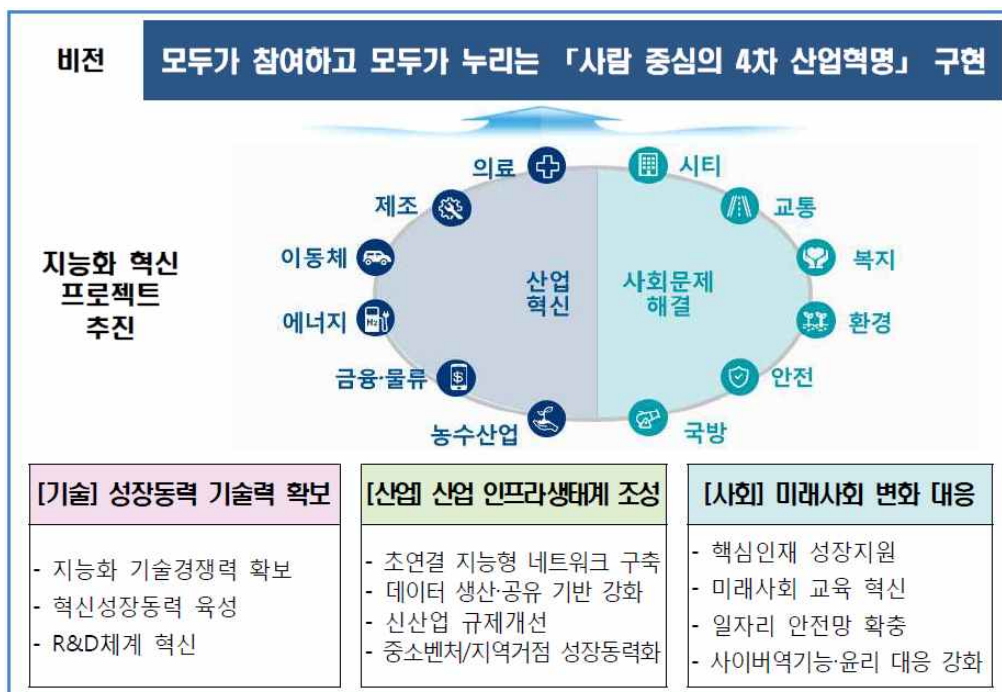 비전
모두가 참여하고 모두가 누리는 「사람 중심의 4차 산업혁명」 구현
지능화 혁신
프로젝트
추진
의료
제조
이동체
에너지
금융·물류
농수산업
산업
혁신
사회문제
해결
시티
교통
복지
환경
안전
국방
H₂
$
[기술] 성장동력 기술력 확보
- 지능화 기술경쟁력 확보
- 혁신성장동력 육성
- R&D체계 혁신
[산업] 산업 인프라생태계 조성
- 초연결 지능형 네트워크 구축
- 데이터 생산·공유 기반 강화
- 신산업 규제개선
- 중소벤처/지역거점 성장동력화
[사회] 미래사회 변화 대응
- 핵심인재 성장지원
- 미래사회 교육 혁신
- 일자리 안전망 확충
- 사이버역기능·윤리 대응 강화